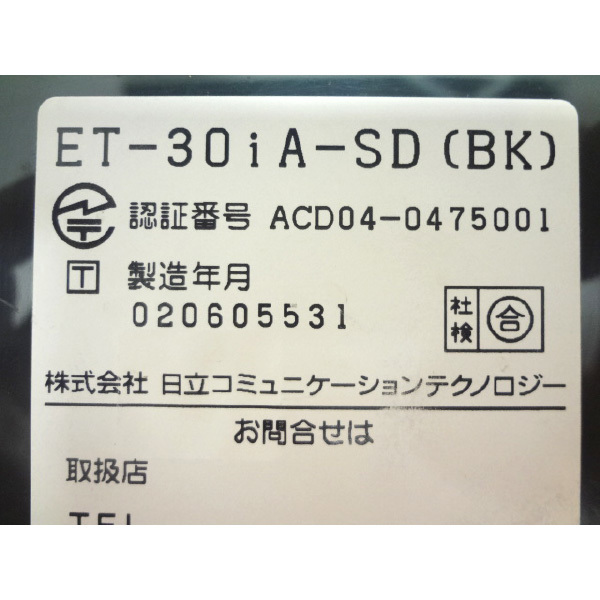 ET-30iA-SD(BK)
認証番号 ACD04-0475001
T 製造年月
020605531
社検 合
株式会社 日立コミュニケーションテクノロジー
お問合せは
取扱店
TEL